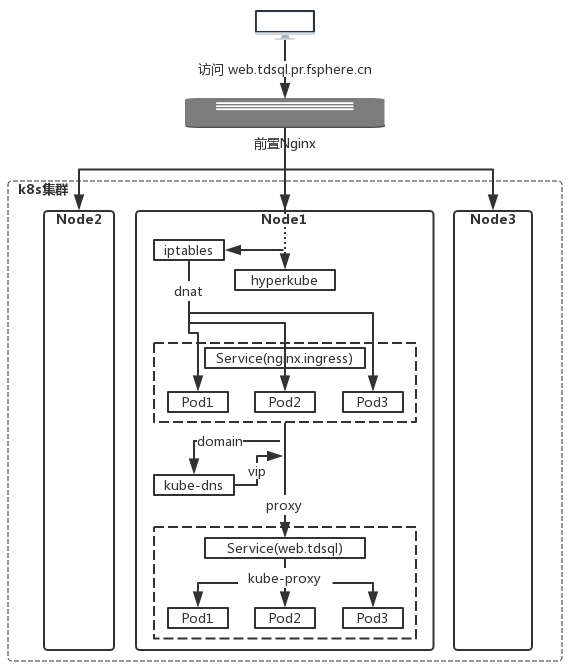 访问 web.tdsql.pr.fsphere.cn
前置Nginx
k8s集群
Node2
Node1
Node3
iptables
hyperkube
dnat
Service(nginx.ingress)
Pod1
Pod2
Pod3
domain
vip
kube-dns
proxy
Service(web.tdsql)
kube-proxy
Pod1
Pod2
Pod3